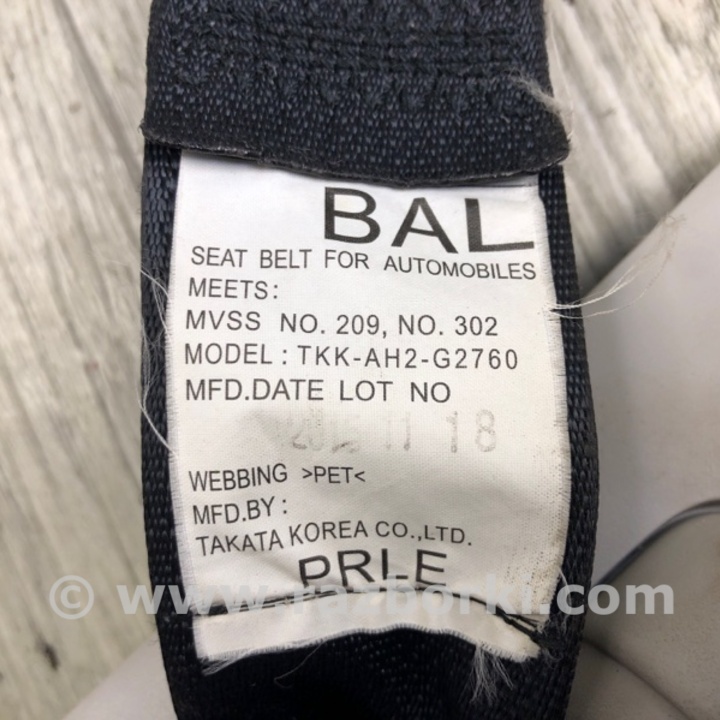 BAL
SEAT BELT FOR AUTOMOBILES
MEETS:
MVSS NO. 209, NO. 302
MODEL: TKK-AH2-G2760
MFD.DATE LOT NO
11 18
WEBBING >PET<
MFD.BY:
TAKATA KOREA CO.,LTD.
PRLE
© www.razborki.com